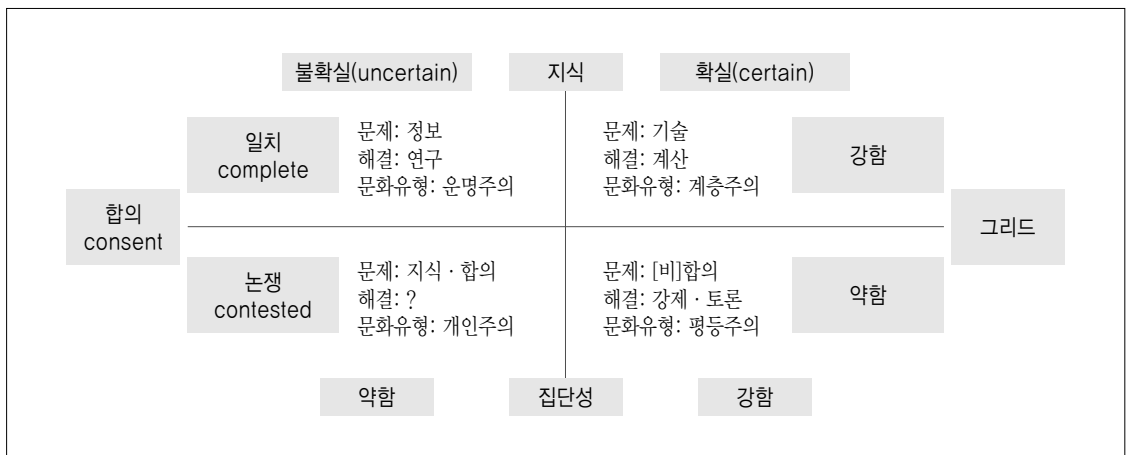 불확실(uncertain)
지식
확실(certain)
일치
complete
문제: 정보
해결: 연구
문화유형: 운명주의
문제: 기술
해결: 계산
문화유형: 계층주의
강함
합의
consent
그리드
논쟁
contested
문제: 지식 · 합의
해결: ?
문화유형: 개인주의
문제: [비]합의
해결: 강제 · 토론
문화유형: 평등주의
약함
약함
집단성
강함